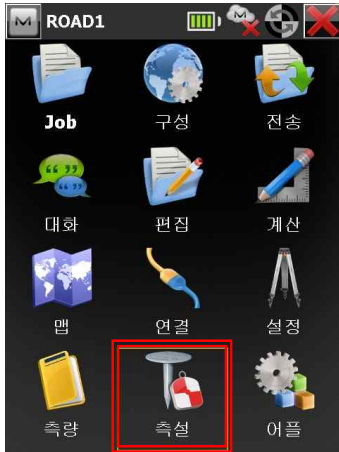 ROAD1
Job 구성 전송
대화 편집 계산
맵 연결 설정
측량 측설 어플